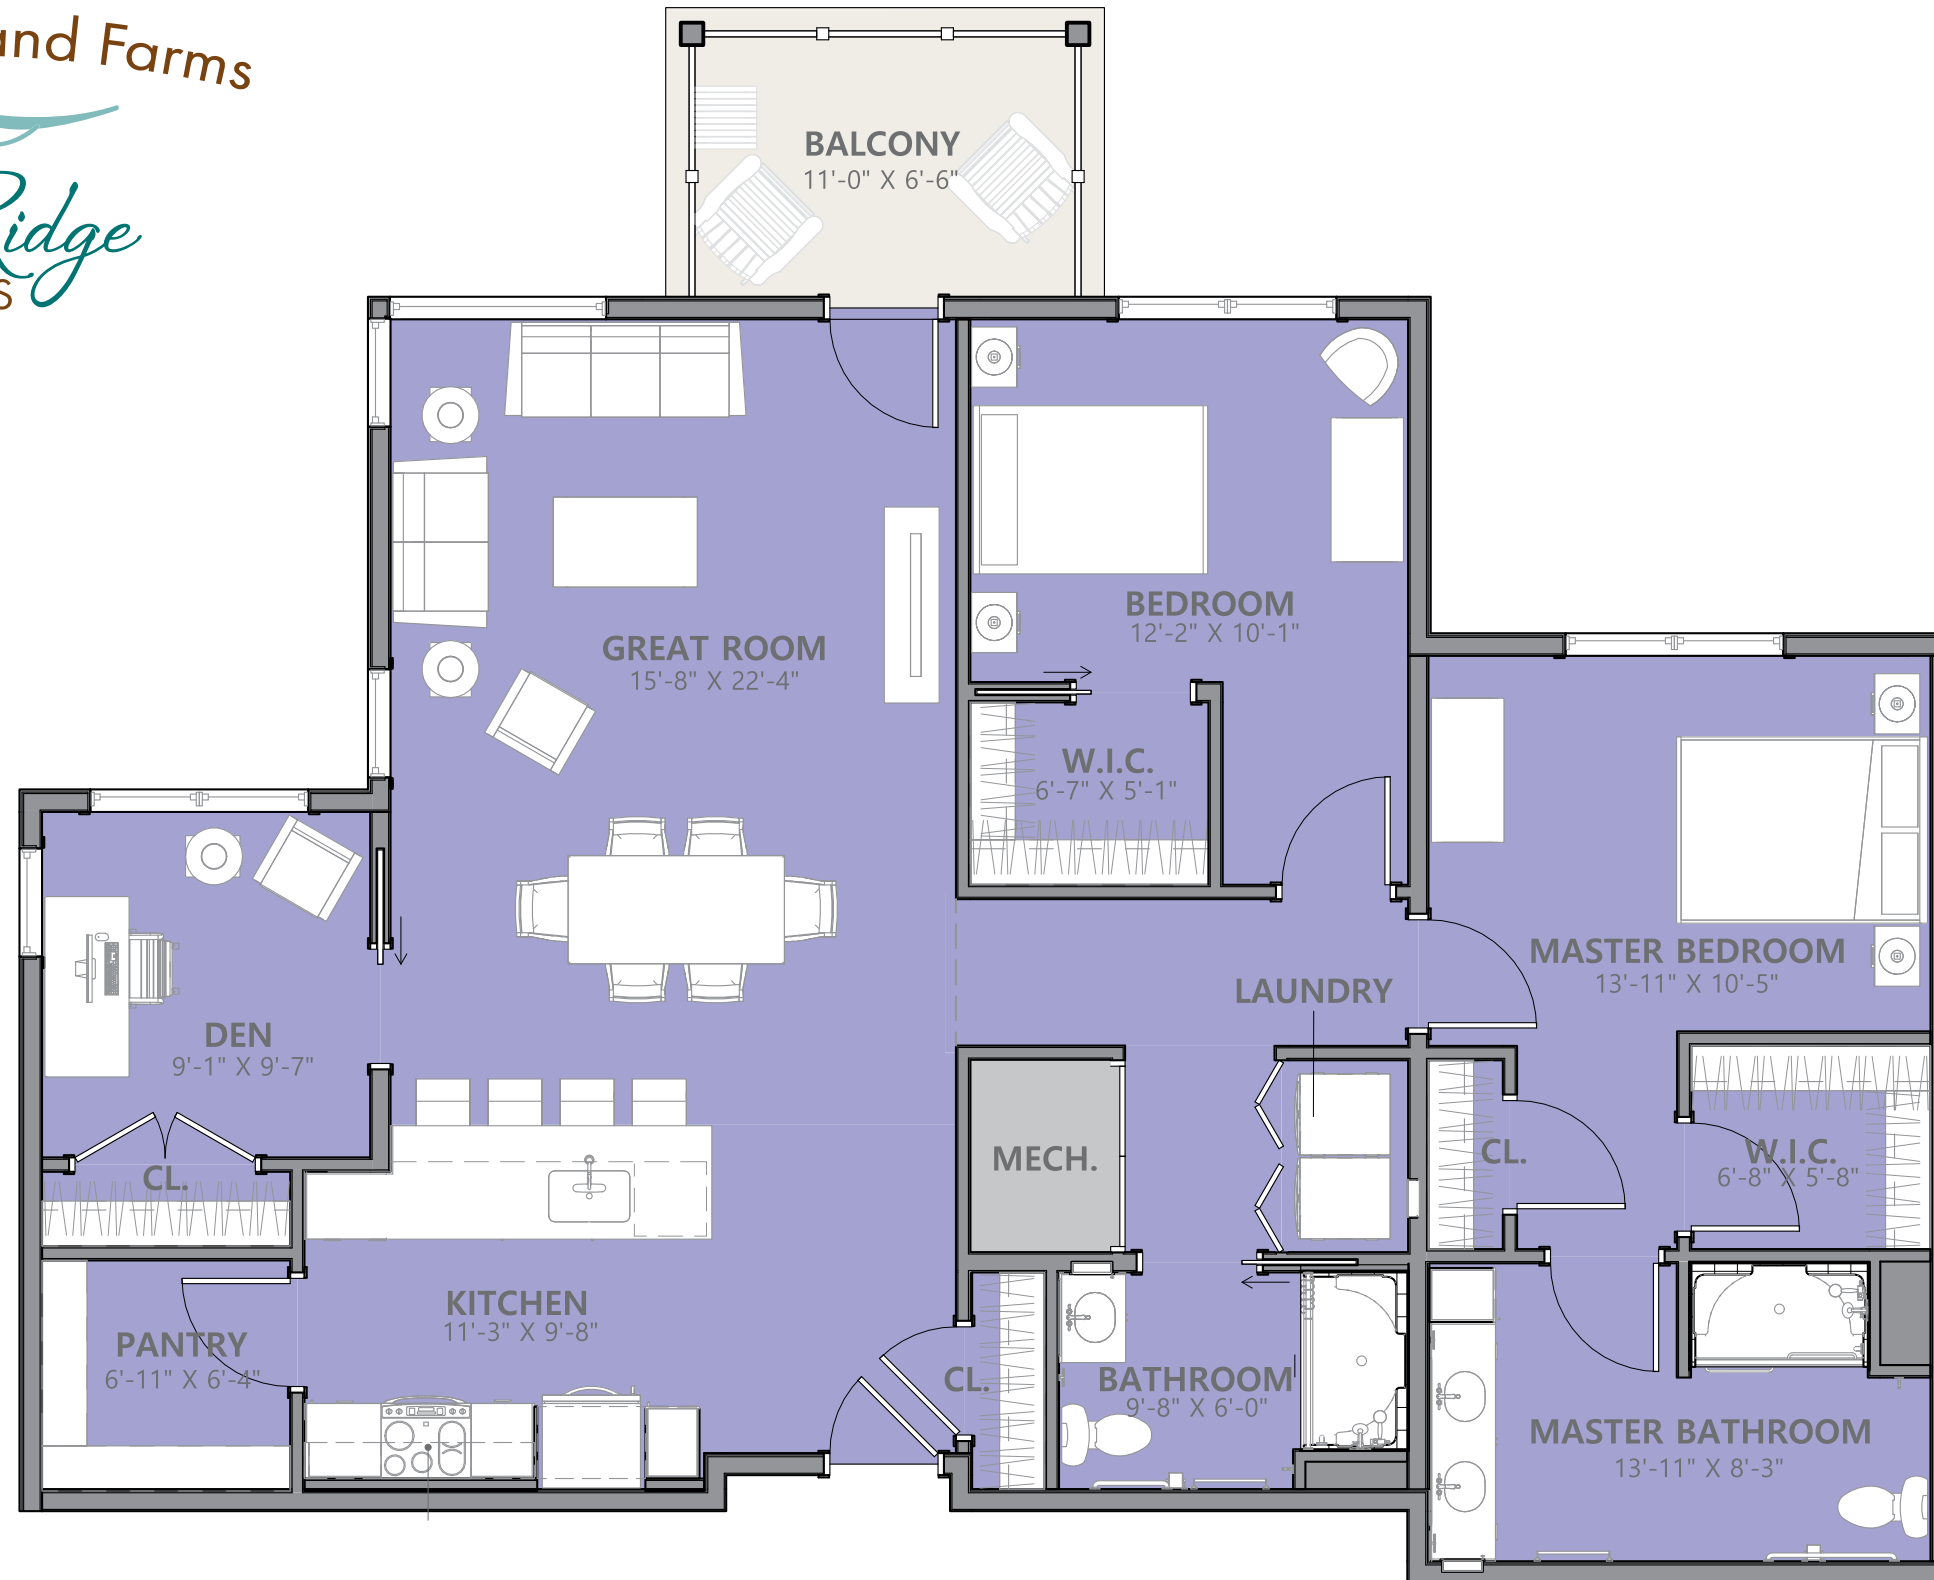 and Farms
Ridge
S
BALCONY
11'-0" X 6'-6"
BEDROOM
12'-2" X 10'-1"
GREAT ROOM
15'-8" X 22'-4"
W.I.C.
6'-7" X 5'-1"
MASTER BEDROOM
13'-11" X 10'-5"
LAUNDRY
DEN
9'-1" X 9'-7"
MECH.
CL.
W.I.C.
6'-8" X 5'-8"
CL.
KITCHEN
11'-3" X 9'-8"
PANTRY
6'-11" X 6'-4"
CL.
BATHROOM
9'-8" X 6'-0"
MASTER BATHROOM
13'-11" X 8'-3"